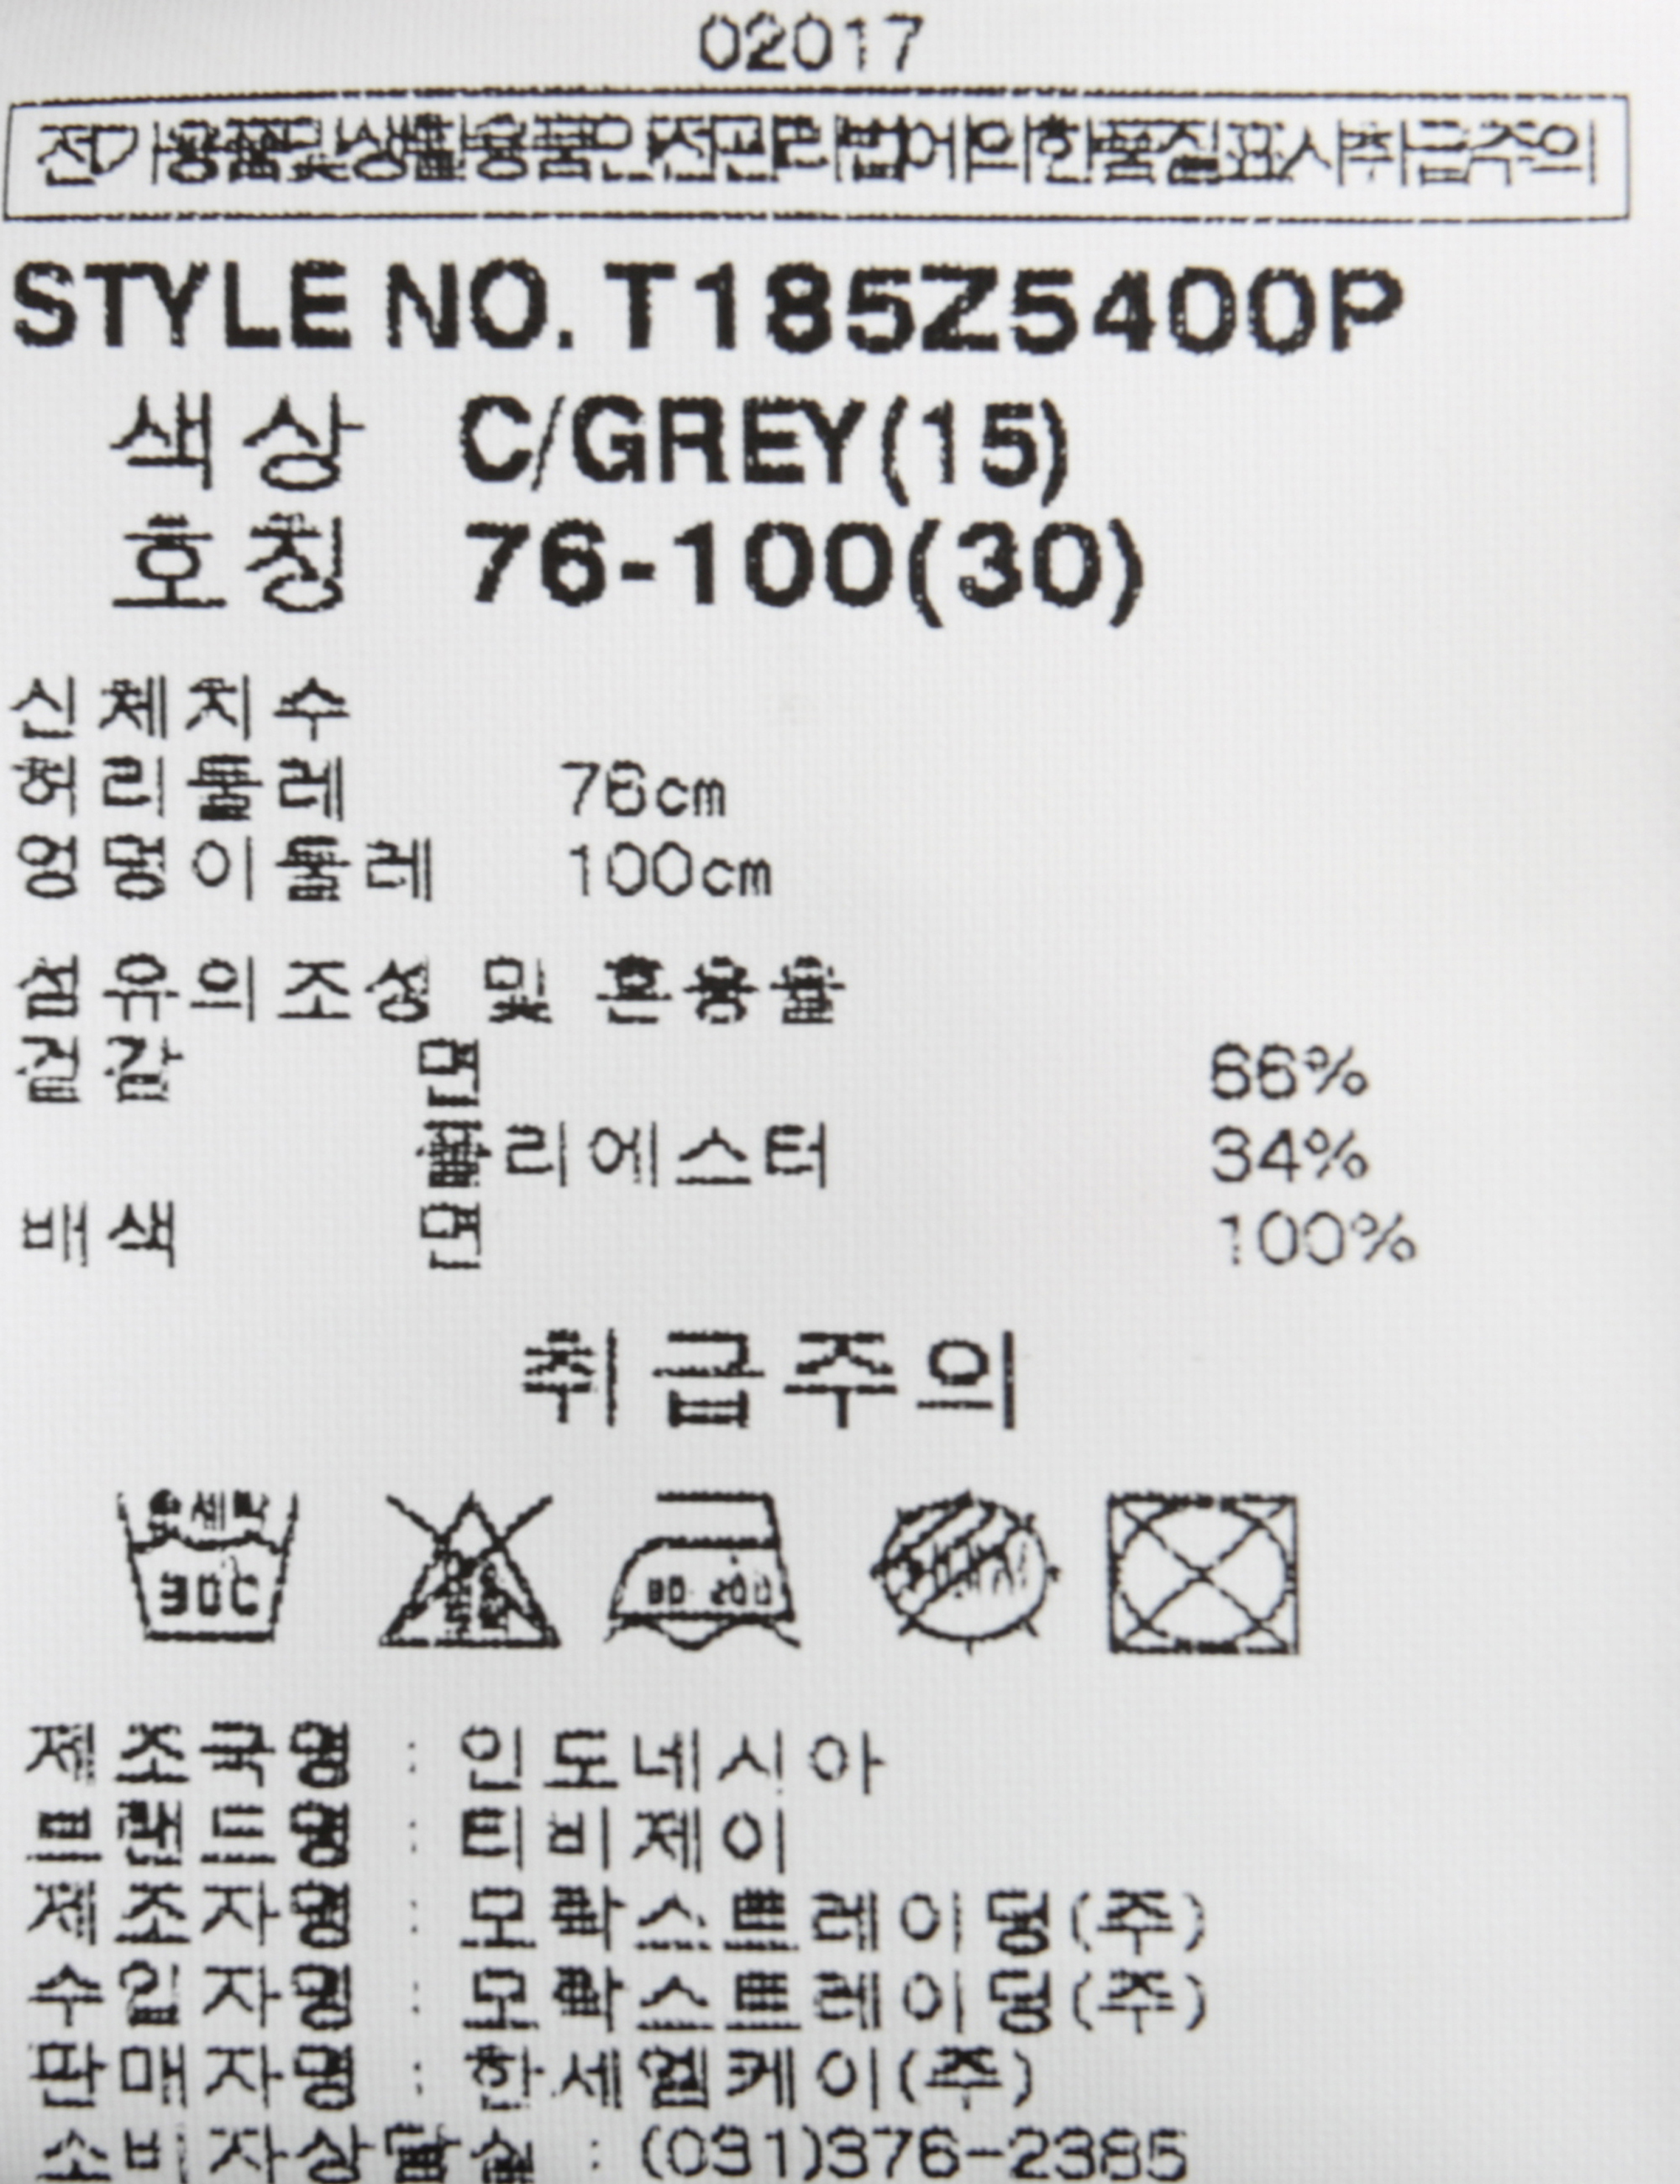 02017
전기용품및생활용품안전관리법에의한품질표시취급주의
STYLE NO. T185Z5400P
색상 C/GREY(15)
호칭 76-100(30)
신체치수
허리둘레 76cm
엉덩이둘레 100cm
섬유의조성 및 혼용율
겉감 면 66%
폴리에스터 34%
배색 면 100%
취급주의
30C
제조국명 : 인도네시아
브랜드명 : 티비제이
제조자명 : 모팍스트레이딩(주)
수입자명 : 모팍스트레이딩(주)
판매자명 : 한세엠케이(주)
소비자상담실 : (031)376-2385